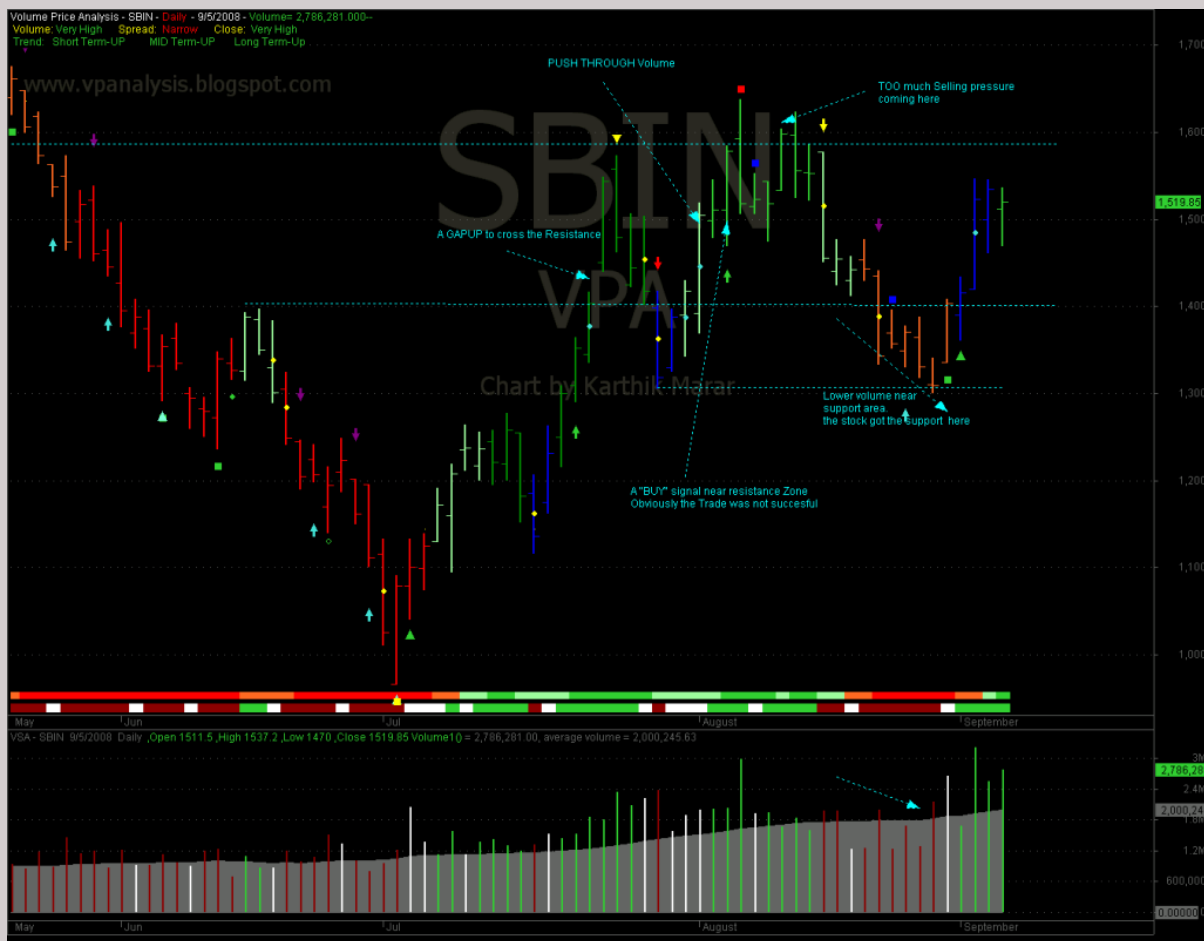 Volume Price Analysis - SBIN - Daily - 9/5/2008 - Volume= 2,786,281.000--
Volume: Very High Spread: Narrow Close: Very High
Trend: Short Term-UP MID Term-UP Long Term-Up
www.vpanalysis.blogspot.com
1,700
PUSH THROUGH Volume
TOO much Selling pressure
coming here
SBIN
1,600
1,519.85
1,500
A GAPUP to cross the Resistance
VPA
1,400
Chart by Karthik Marar
1,300
Lower volume near
support area.
the stock got the support here
1,200
A "BUY" signal near resistance Zone
Obviously the Trade was not succesful
1,100
1,000
May Jun Jul August September
VSA - SBIN 9/5/2008 Daily ,Open 1511.5 ,High 1537.2 ,Low 1470 ,Close 1519.85 Volume1() = 2,786,281.00, average volume = 2,000,245.63
3M
2,786,28
2.4M
2,000,24
1.8M
1.2M
600,000
0.00000
May Jun Jul August September